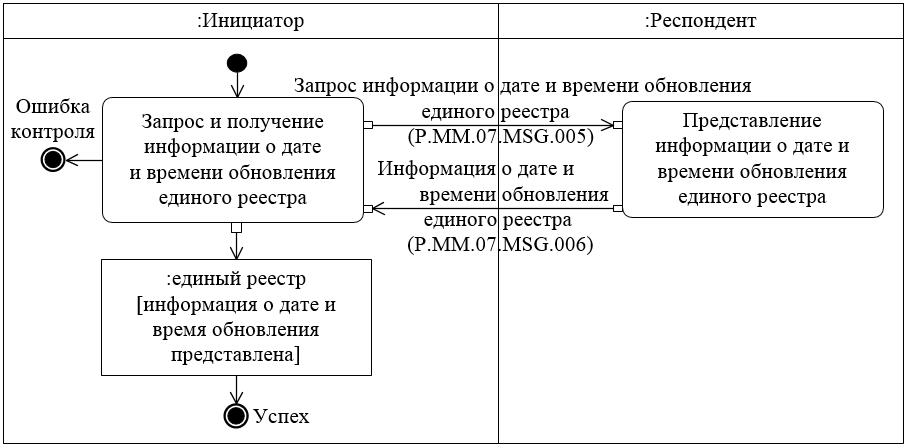 :Инициатор
:Респондент
Ошибка
контроля
Запрос и получение
информации о дате
и времени обновления
единого реестра
Запрос информации о дате и времени обновления
единого реестра
(P.MM.07.MSG.005)
Информация о дате и
времени обновления
единого реестра
(P.MM.07.MSG.006)
Представление
информации о дате и
времени обновления
единого реестра
:единый реестр
[информация о дате и
время обновления
представлена]
Успех